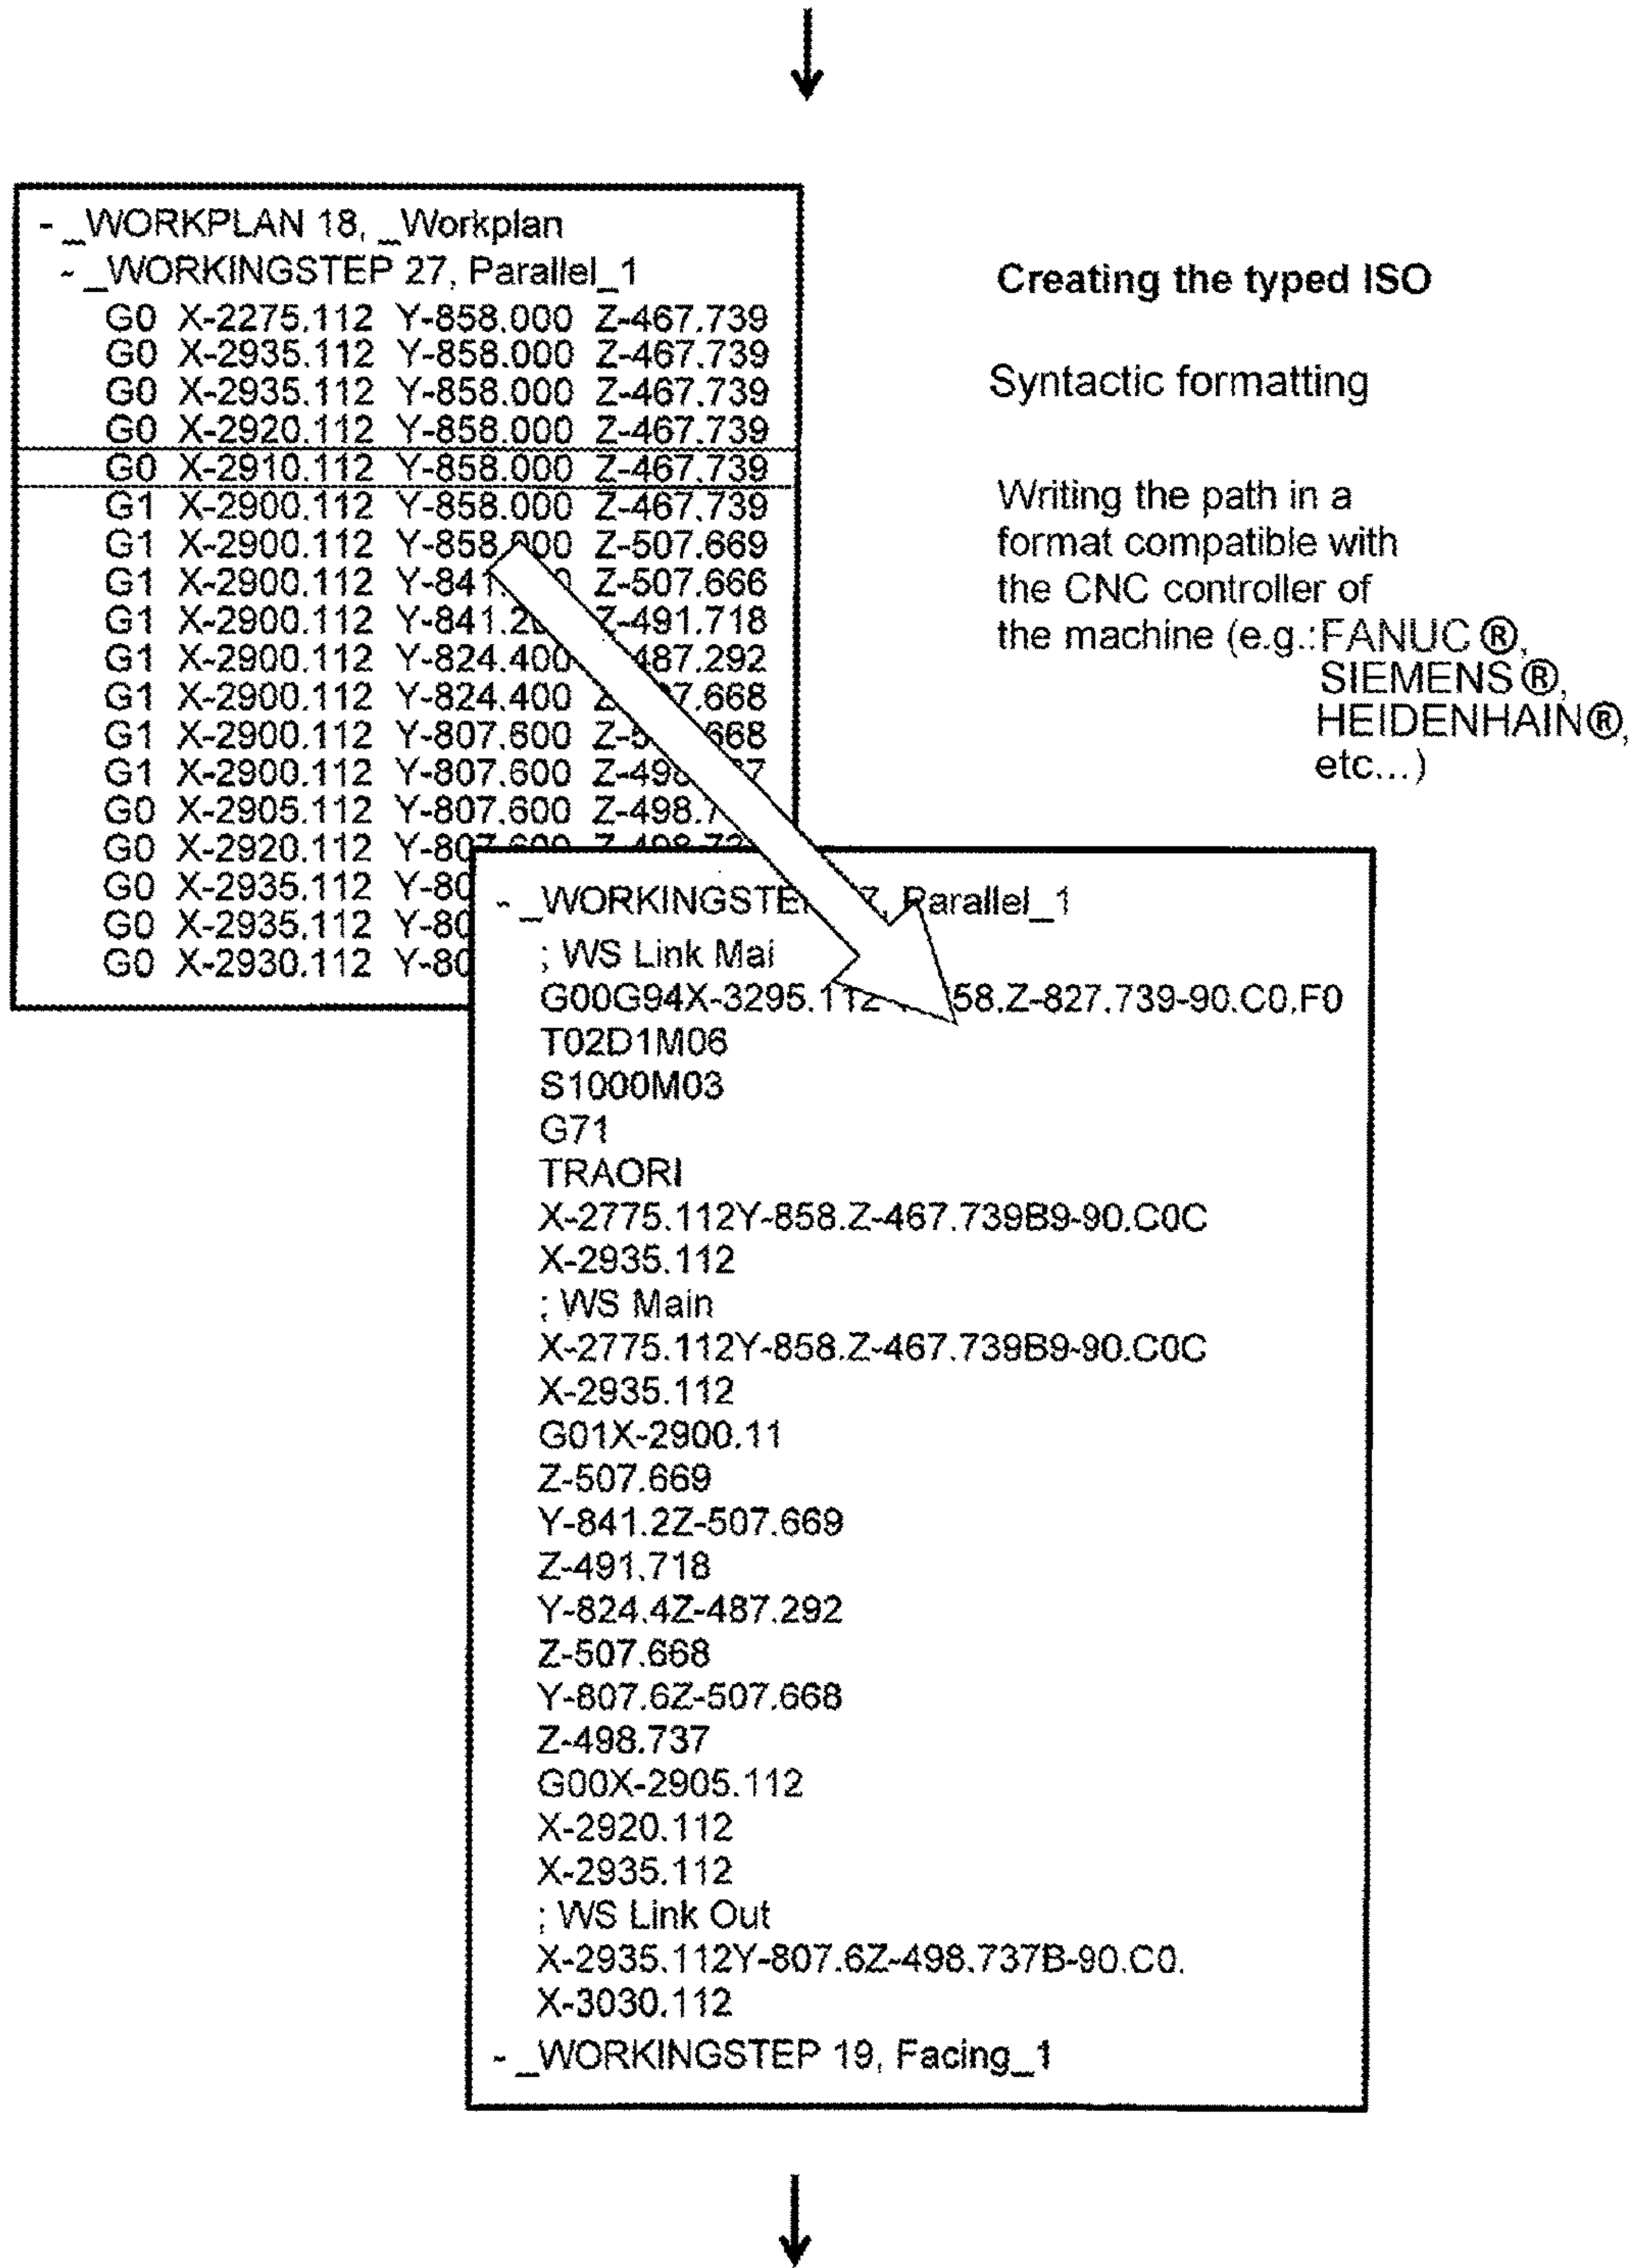 - _WORKPLAN 18, _Workplan
- _WORKINGSTEP 27, Parallel_1
G0 X-2275.112 Y-858.000 Z-467.739
G0 X-2935.112 Y-858.000 Z-467.739
G0 X-2935.112 Y-858.000 Z-467.739
G0 X-2920.112 Y-858.000 Z-467.739
G0 X-2910.112 Y-858.000 Z-467.739
G1 X-2900.112 Y-858.000 Z-467.739
G1 X-2900.112 Z-507.669
G1 X-2900.112 Z-507.666
G1 X-2900.112 Z-491.718
G1 X-2900.112 Y-824.400
G1 X-2900.112 Y-824.400
G1 X-2900.112 Y-807.600
G1 X-2900.112 Y-807.600
G0 X-2905.112 Y-807.600
G0 X-2920.112
G0 X-2935.112
G0 X-2935.112
G0 X-2930.112
Creating the typed ISO
Syntactic formatting
Writing the path in a
format compatible with
the CNC controller of
the machine (e.g.:FANUC®,
SIEMENS®,
HEIDENHAIN®,
etc...)
- Parallel_1
; WS Link Mai
T02D1M06
S1000M03
G71
TRAORI
X-2775.112Y-858.Z-467.739B9-90.C0C
X-2935.112
; WS Main
X-2775.112Y-858.Z-467.739B9-90.C0C
X-2935.112
G01X-2900.11
Z-507.669
Y-841.2Z-507.669
Z-491.718
Y-824.4Z-487.292
Z-507.668
Y-807.6Z-507.668
Z-498.737
G00X-2905.112
X-2920.112
X-2935.112
; WS Link Out
X-2935.112Y-807.6Z-498.737B-90.C0.
X-3030.112
- _WORKINGSTEP 19, Facing_1